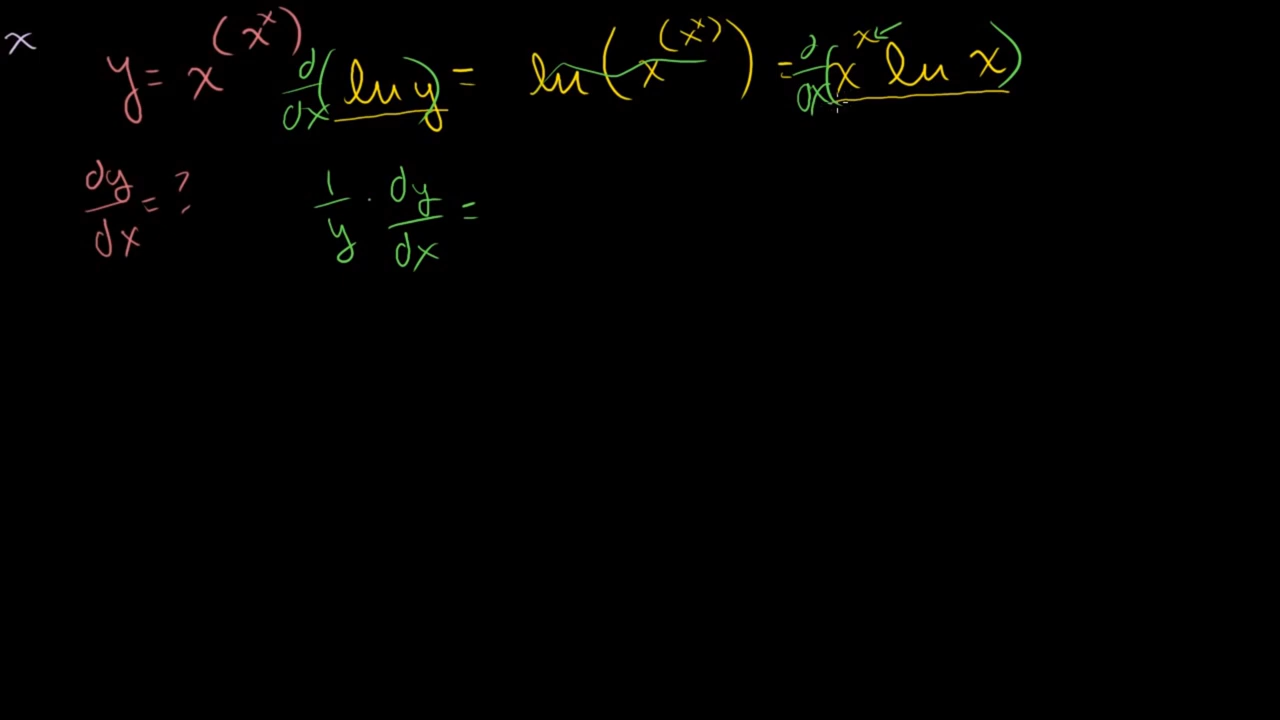 x
y = x^(x^x) d/dx (ln y) = ln(x^(x^x)) = d/dx (x^x ln x)
dy/dx = ? 1/y · dy/dx =